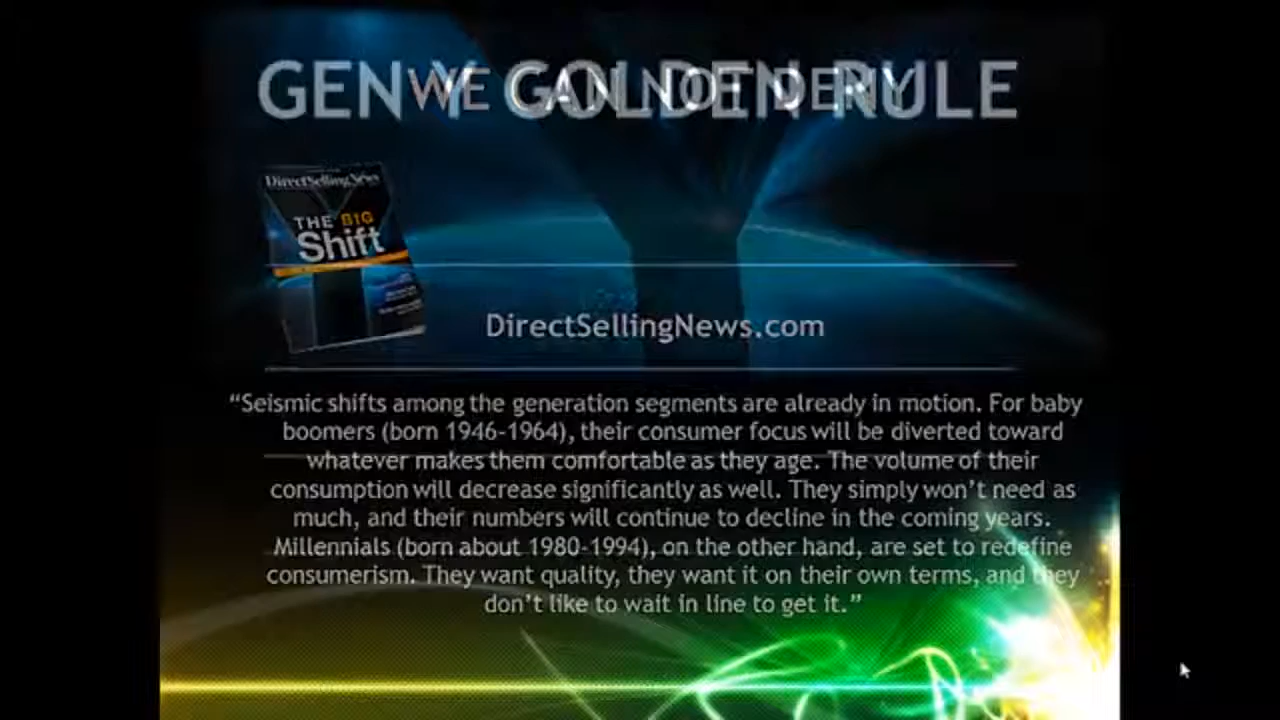 GEN Y GOLDEN RULE
WE CAN NOT DENY
DirectSellingNews
THE BIG
Shift
DirectSellingNews.com
“Seismic shifts among the generation segments are already in motion. For baby
boomers (born 1946-1964), their consumer focus will be diverted toward
whatever makes them comfortable as they age. The volume of their
consumption will decrease significantly as well. They simply won’t need as
much, and their numbers will continue to decline in the coming years.
Millennials (born about 1980-1994), on the other hand, are set to redefine
consumerism. They want quality, they want it on their own terms, and they
don’t like to wait in line to get it.”